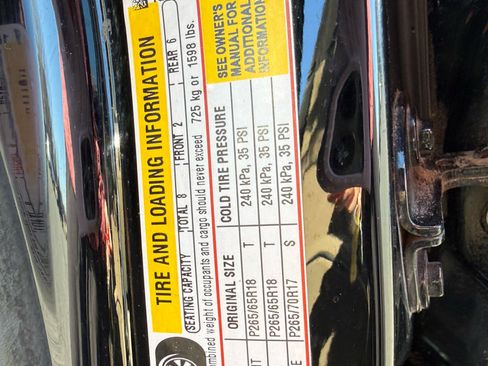 TIRE AND LOADING INFORMATION
SEATING CAPACITY TOTAL 8 FRONT 2 REAR 6
combined weight of occupants and cargo should never exceed 725 kg or 1598 lbs.
ORIGINAL SIZE COLD TIRE PRESSURE
P265/65R18 T 240 kPa, 35 PSI
P265/65R18 T 240 kPa, 35 PSI
P265/70R17 S 240 kPa, 35 PSI
SEE OWNER'S
MANUAL FOR
ADDITIONAL
INFORMATION